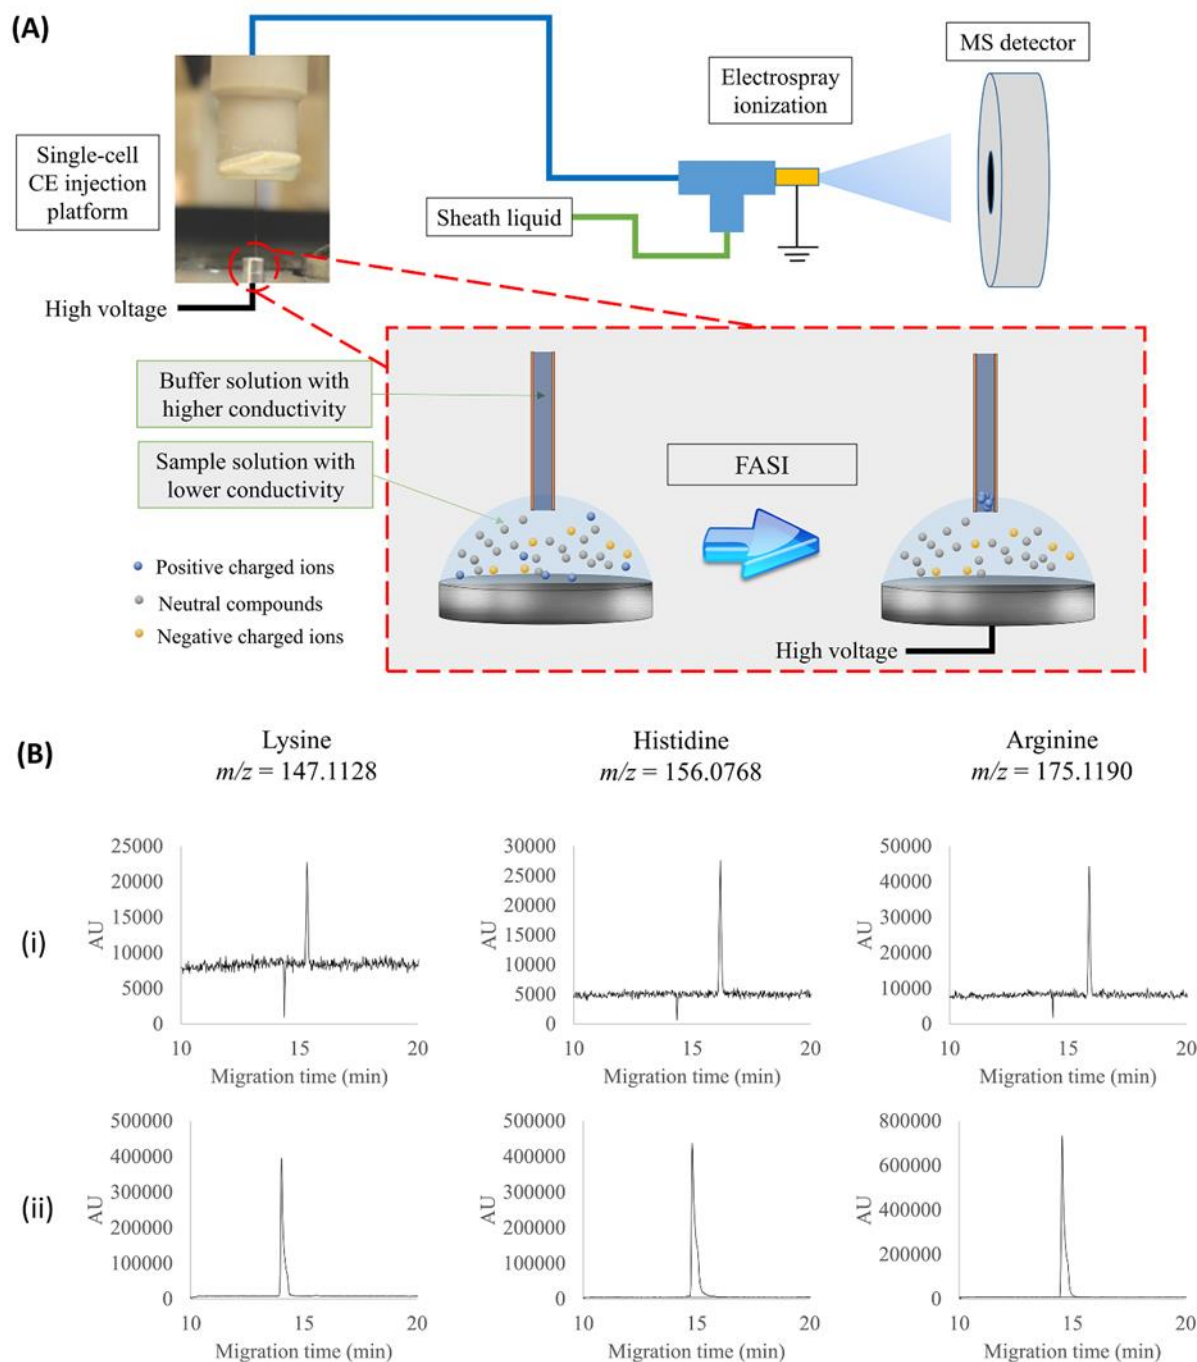 (A)
MS detector
Electrospray
ionization
Single-cell
CE injection
platform
Sheath liquid
High voltage
Buffer solution with
higher conductivity
Sample solution with
lower conductivity
FASI
Positive charged ions
Neutral compounds
Negative charged ions
High voltage
(B)
Lysine
m/z = 147.1128
Histidine
m/z = 156.0768
Arginine
m/z = 175.1190
(i)
AU
25000
20000
15000
10000
5000
0
10
15
20
Migration time (min)
AU
30000
25000
20000
15000
10000
5000
0
10
15
20
Migration time (min)
AU
50000
40000
30000
20000
10000
0
10
15
20
Migration time (min)
(ii)
AU
500000
400000
300000
200000
100000
0
10
15
20
Migration time (min)
AU
500000
400000
300000
200000
100000
0
10
15
20
Migration time (min)
AU
800000
600000
400000
200000
0
10
15
20
Migration time (min)